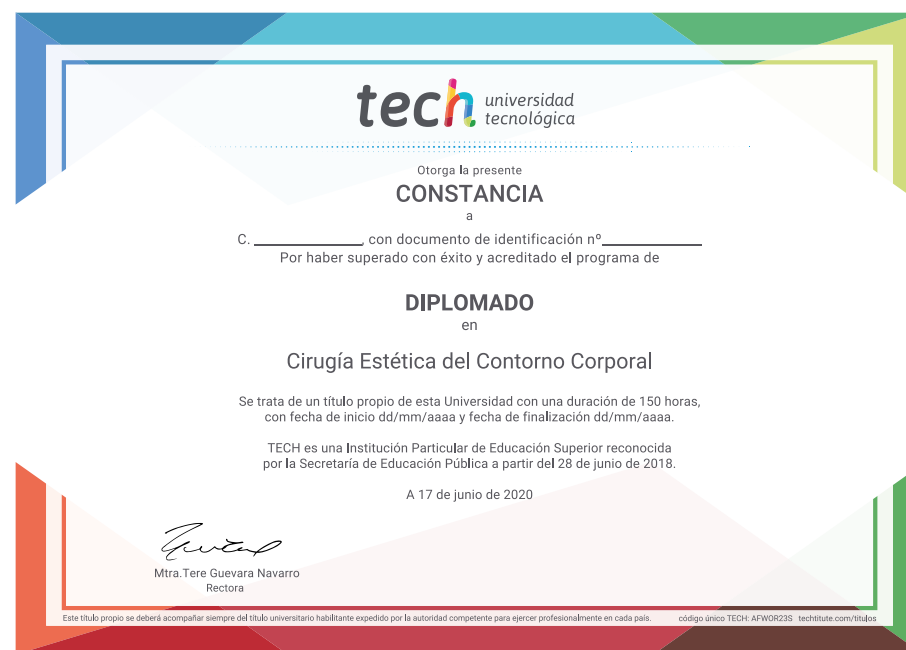 tech universidad
tecnológica
Otorga la presente
CONSTANCIA
a
C. ______________, con documento de identificación nº_____________
Por haber superado con éxito y acreditado el programa de
DIPLOMADO
en
Cirugía Estética del Contorno Corporal
Se trata de un título propio de esta Universidad con una duración de 150 horas,
con fecha de inicio dd/mm/aaaa y fecha de finalización dd/mm/aaaa.
TECH es una Institución Particular de Educación Superior reconocida
por la Secretaría de Educación Pública a partir del 28 de junio de 2018.
A 17 de junio de 2020
Mtra.Tere Guevara Navarro
Rectora
Este título propio se deberá acompañar siempre del título universitario habilitante expedido por la autoridad competente para ejercer profesionalmente en cada país. código único TECH: AFWOR23S techtitute.com/titulos